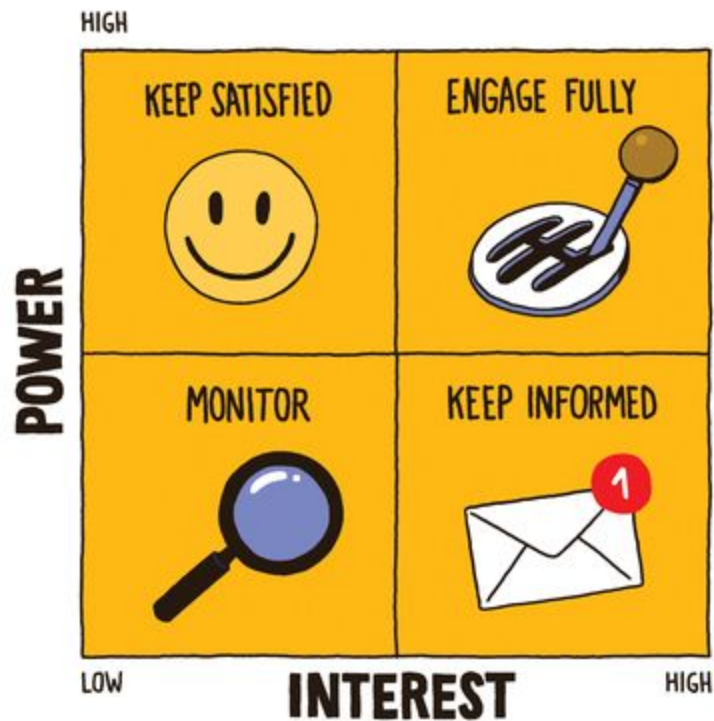 HIGH
KEEP SATISFIED
ENGAGE FULLY
POWER
MONITOR
KEEP INFORMED
1
LOW
INTEREST
HIGH